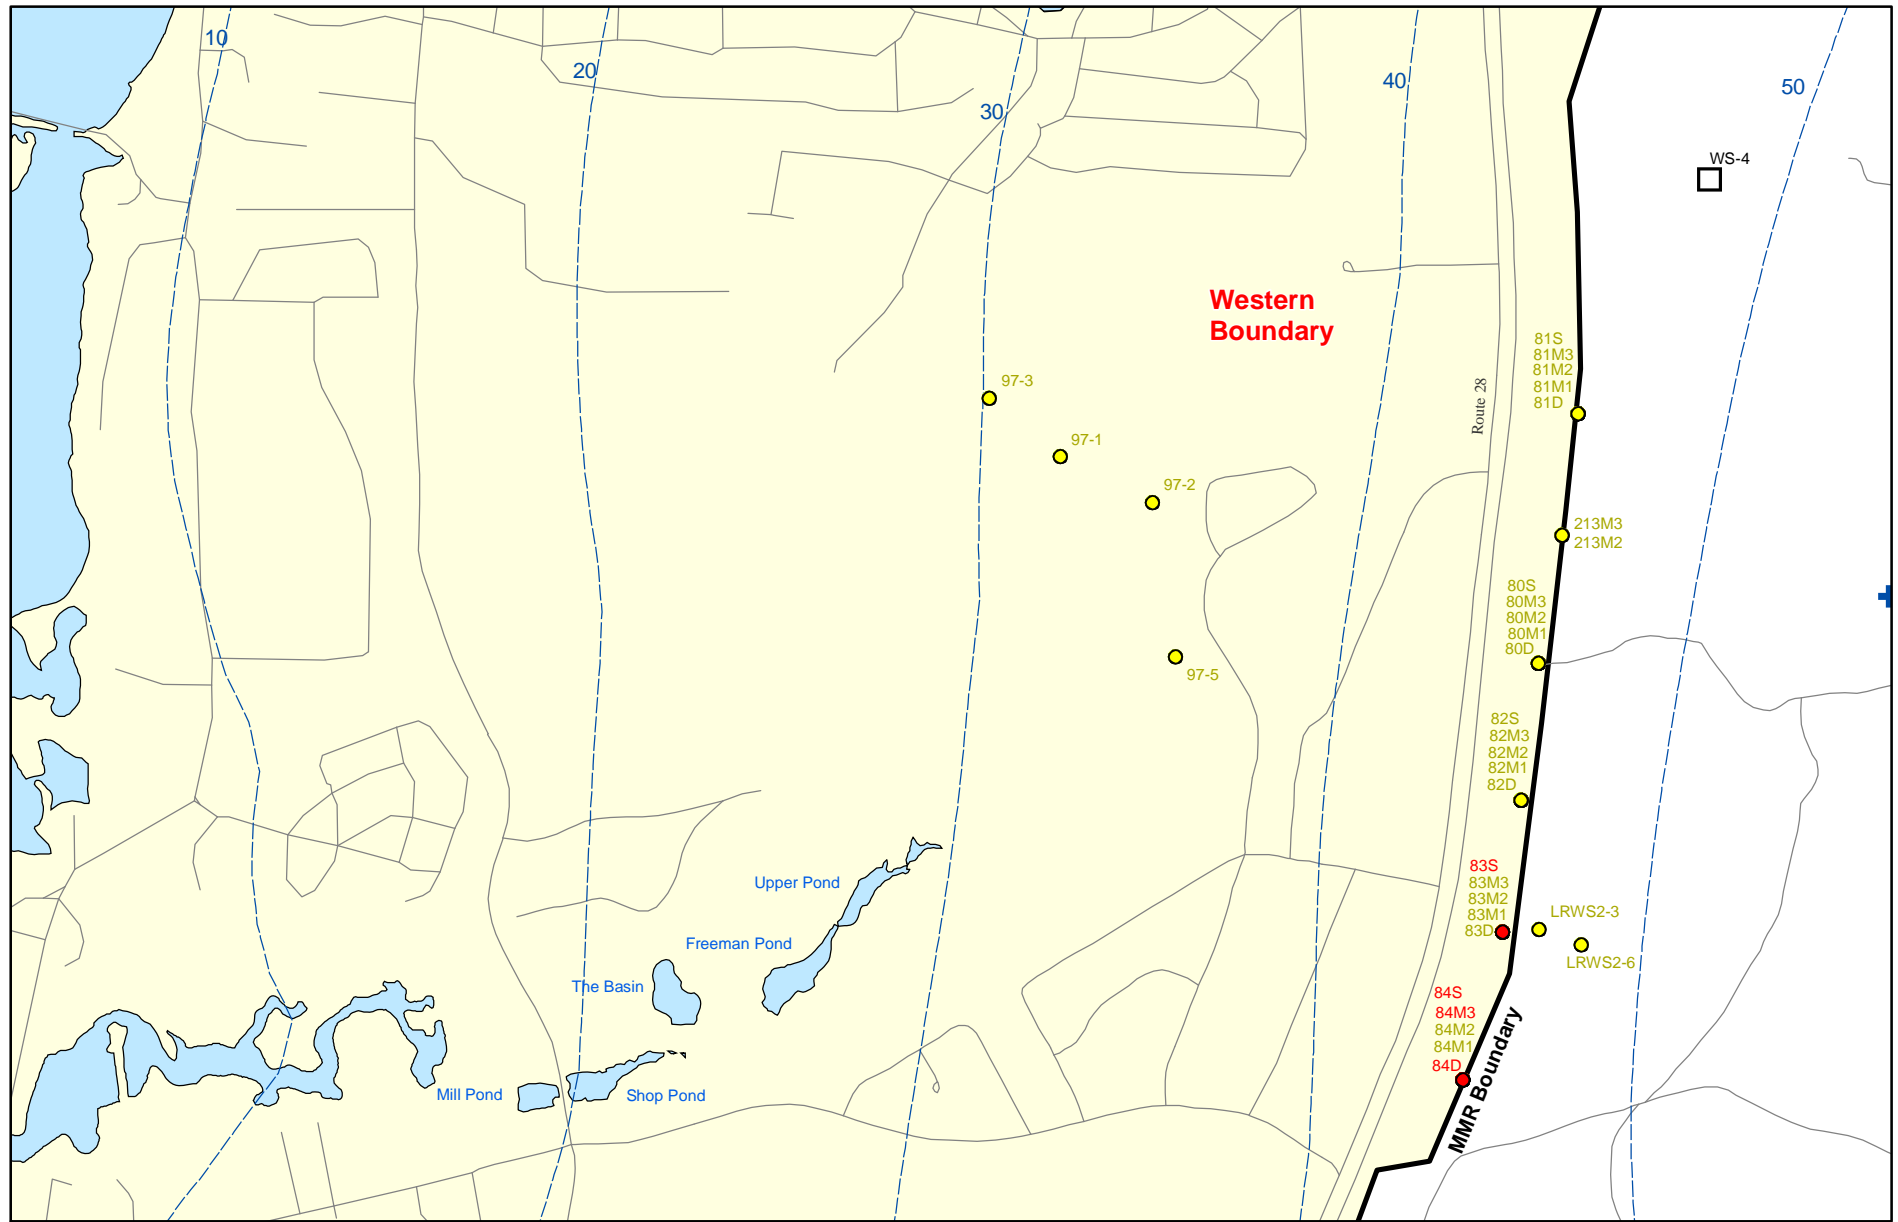 10
20
30
40
50
WS-4
Western
Boundary
Route 28
81S
81M3
81M2
81M1
81D
97-3
97-1
97-2
213M3
213M2
80S
80M3
80M2
80M1
80D
97-5
82S
82M3
82M2
82M1
82D
83S
83M3
83M2
83M1
83D
LRWS2-3
LRWS2-6
Upper Pond
Freeman Pond
The Basin
84S
84M3
84M2
84M1
84D
MMR Boundary
Mill Pond
Shop Pond